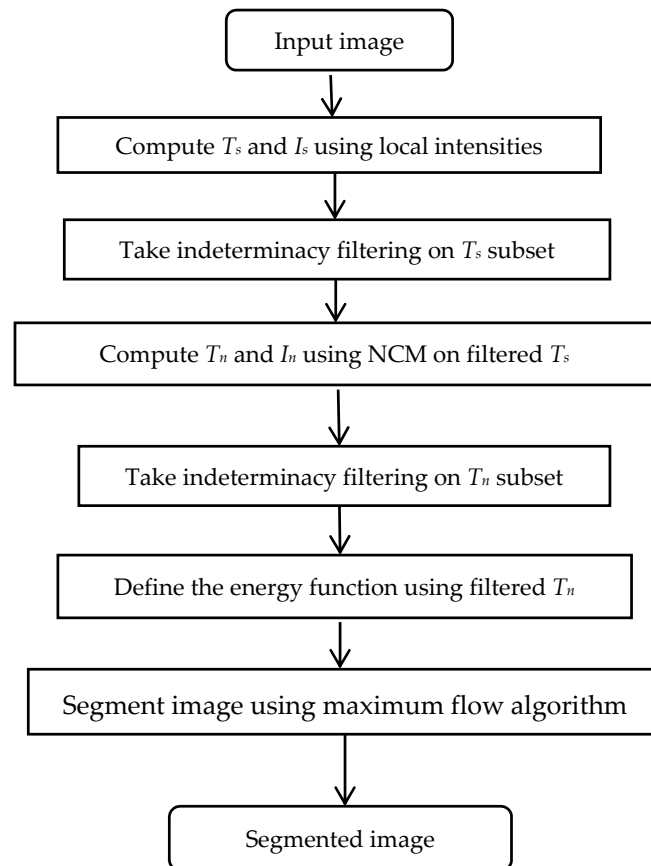 Input image
Compute Ts and Is using local intensities
Take indeterminacy filtering on Ts subset
Compute Tn and In using NCM on filtered Ts
Take indeterminacy filtering on Tn subset
Define the energy function using filtered Tn
Segment image using maximum flow algorithm
Segmented image